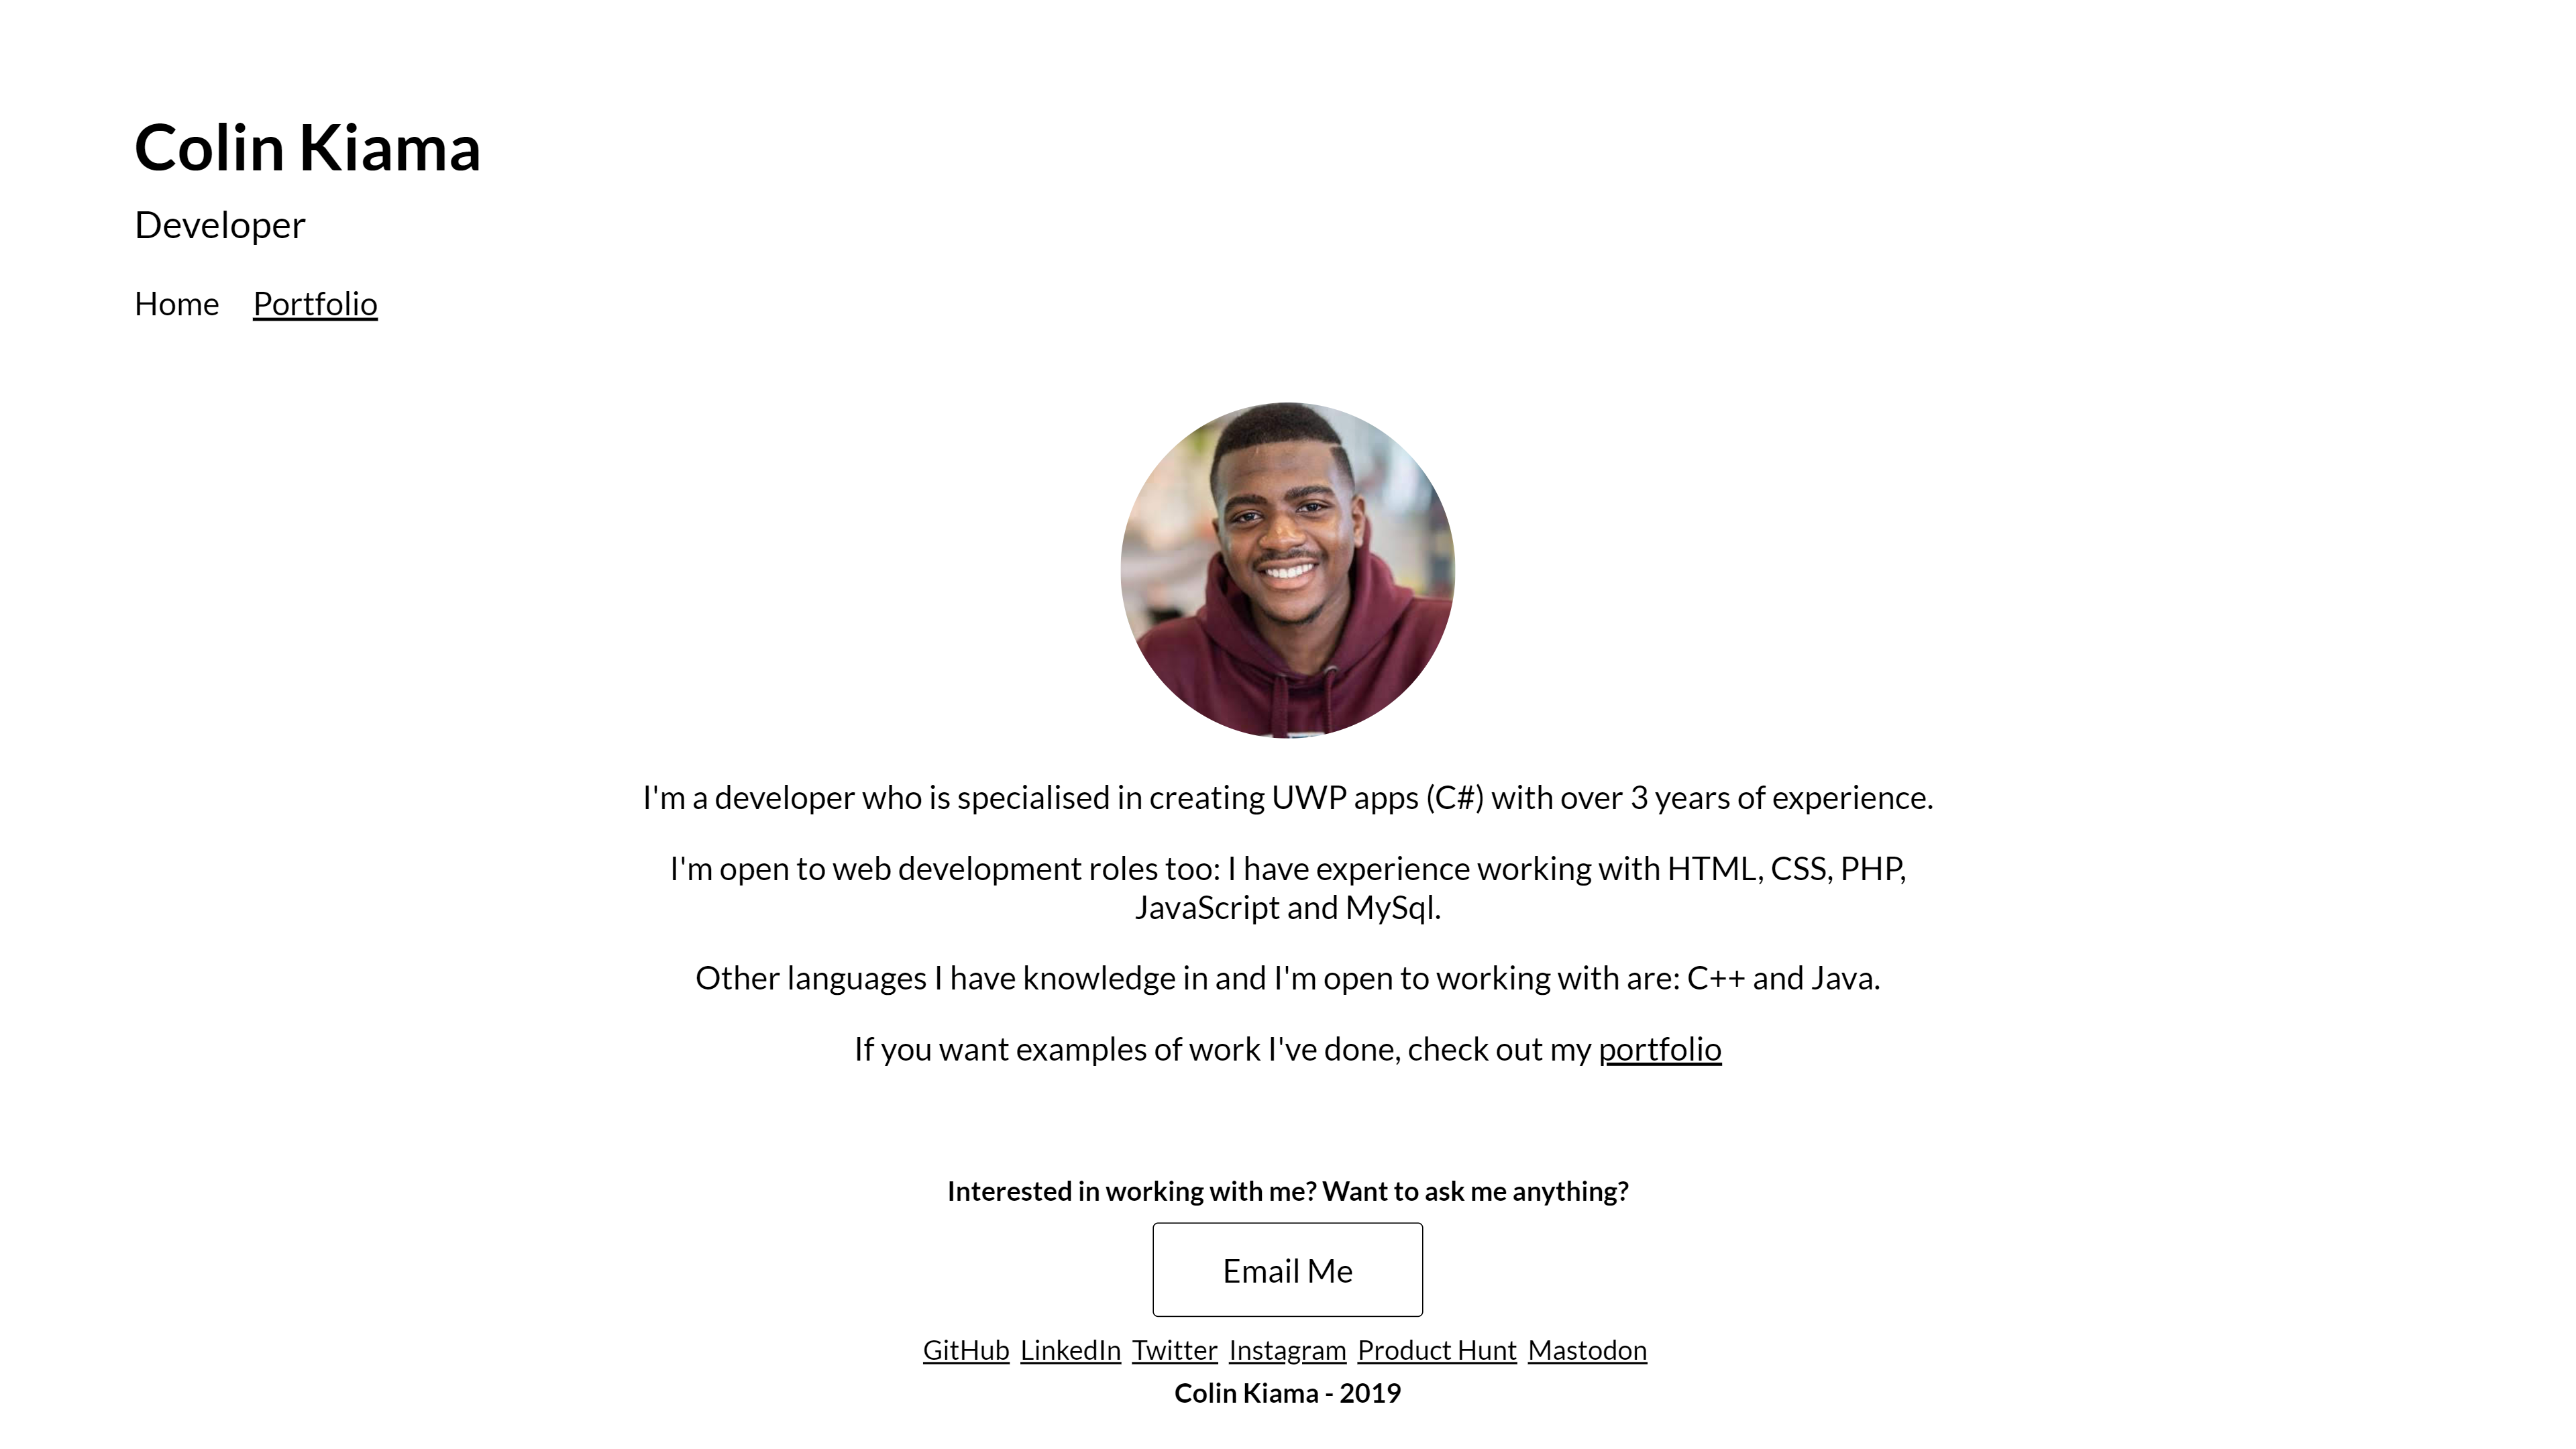 Colin Kiama
Developer
Home Portfolio
I'm a developer who is specialised in creating UWP apps (C#) with over 3 years of experience.
I'm open to web development roles too: I have experience working with HTML, CSS, PHP,
JavaScript and MySql.
Other languages I have knowledge in and I'm open to working with are: C++ and Java.
If you want examples of work I've done, check out my portfolio
Interested in working with me? Want to ask me anything?
Email Me
GitHub LinkedIn Twitter Instagram Product Hunt Mastodon
Colin Kiama - 2019